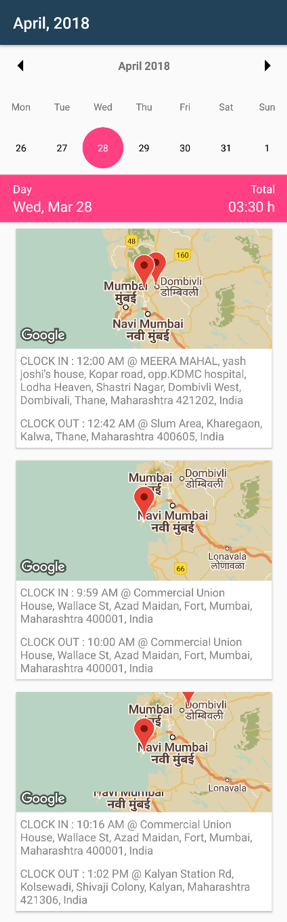 April, 2018
April 2018
Mon Tue Wed Thu Fri Sat Sun
26 27 28 29 30 31 1
Day Total
Wed, Mar 28 03:30 h
48
160
Mumbai
मुंबई
Dombivli
डोम्बिवली
Navi Mumbai
नवी मुंबई
Google
CLOCK IN : 12:00 AM @ MEERA MAHAL, yash
joshi's house, Kopar road, opp.KDMC hospital,
Lodha Heaven, Shastri Nagar, Dombivli West,
Dombivali, Thane, Maharashtra 421202, India
CLOCK OUT : 12:42 AM @ Slum Area, Kharegaon,
Kalwa, Thane, Maharashtra 400605, India
Mumbai
मुंबई
Dombivli
डोम्बिवली
Navi Mumbai
नवी मुंबई
Lonavala
लोणावळा
66
Google
CLOCK IN : 9:59 AM @ Commercial Union
House, Wallace St, Azad Maidan, Fort, Mumbai,
Maharashtra 400001, India
CLOCK OUT : 10:00 AM @ Commercial Union
House, Wallace St, Azad Maidan, Fort, Mumbai,
Maharashtra 400001, India
Mumbai
मुंबई
Dombivli
डोम्बिवली
Navi Mumbai
नवी मुंबई
Lonavala
Google
Navi Mumbai
नवी मुंबई
CLOCK IN : 10:16 AM @ Commercial Union
House, Wallace St, Azad Maidan, Fort, Mumbai,
Maharashtra 400001, India
CLOCK OUT : 1:02 PM @ Kalyan Station Rd,
Kolsewadi, Shivaji Colony, Kalyan, Maharashtra
421306, India